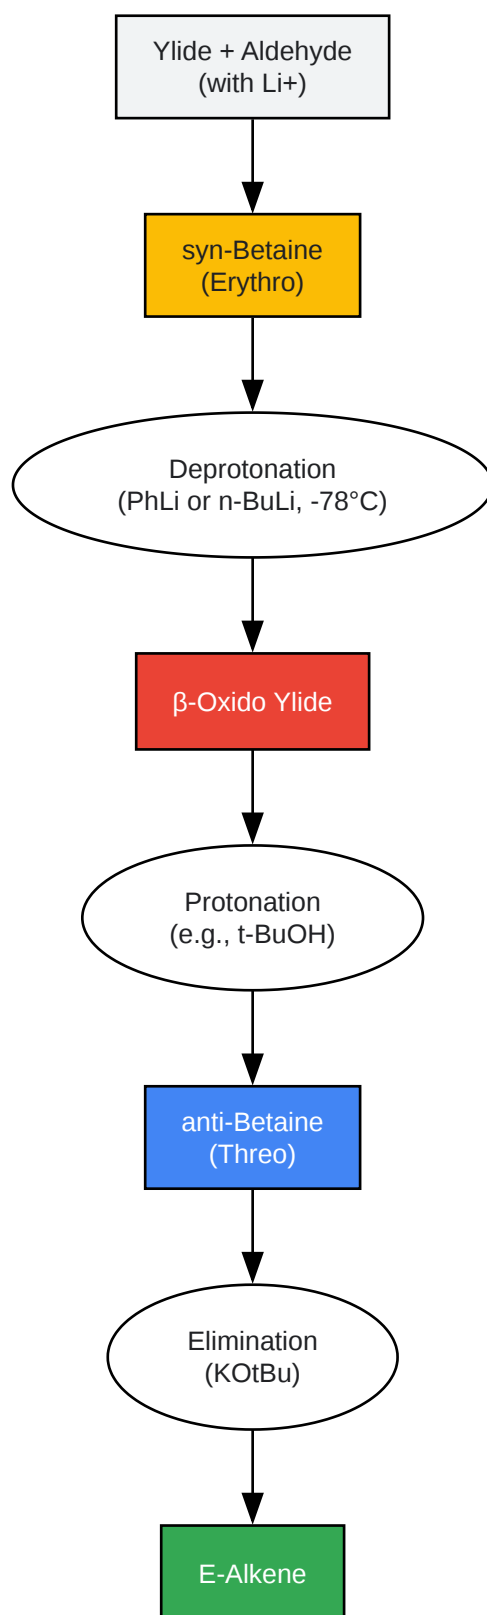 Ylide + Aldehyde
(with Li+)
syn-Betaine
(Erythro)
Deprotonation
(PhLi or n-BuLi, -78°C)
β-Oxido Ylide
Protonation
(e.g., t-BuOH)
anti-Betaine
(Threo)
Elimination
(KOtBu)
E-Alkene